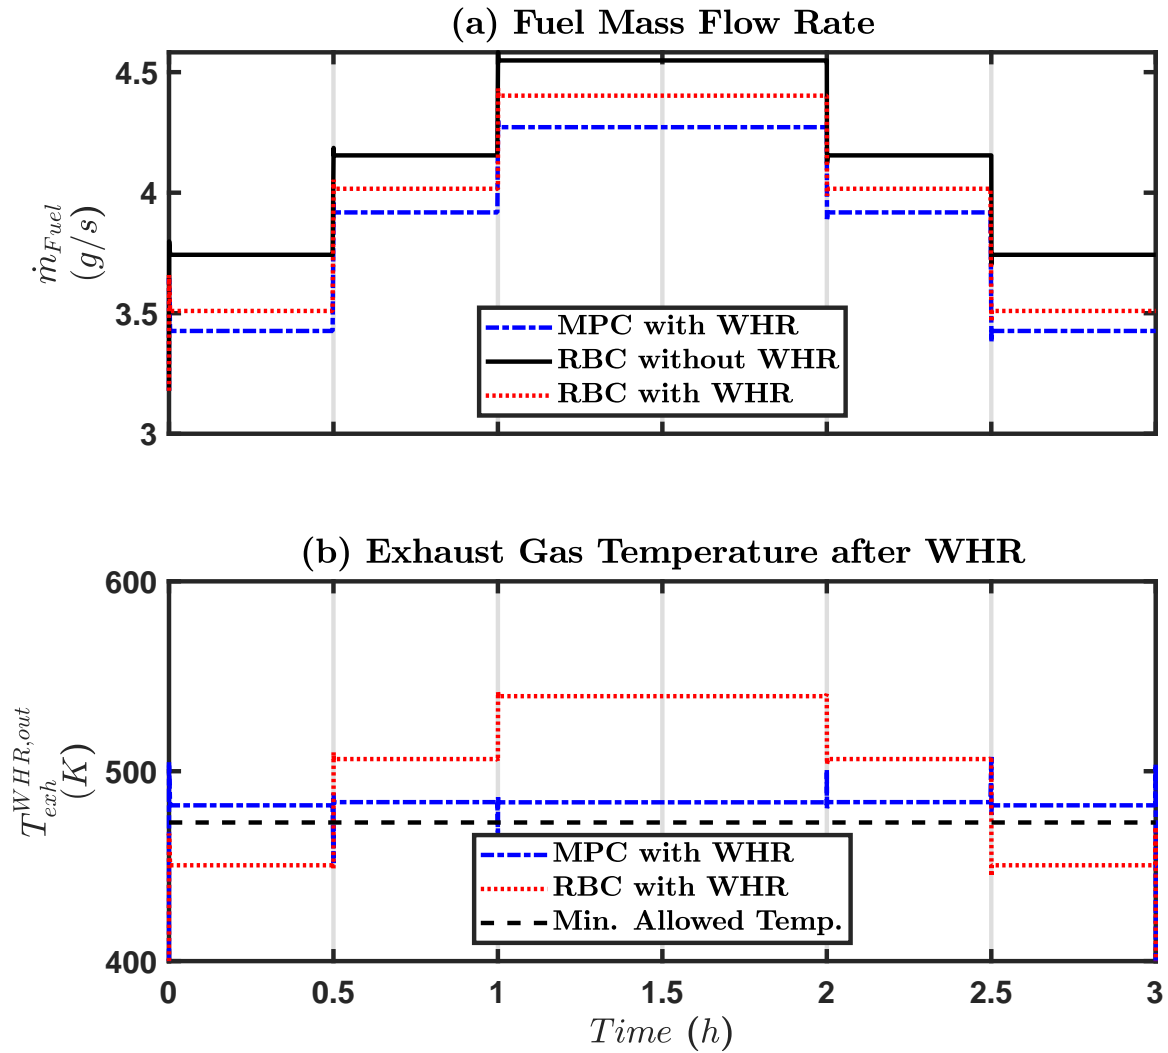 (a) Fuel Mass Flow Rate
4.5
4
3.5
3
ṁ_Fuel
(g/s)
MPC with WHR
RBC without WHR
RBC with WHR
(b) Exhaust Gas Temperature after WHR
600
500
400
T_exh^WHR,out
(K)
MPC with WHR
RBC with WHR
Min. Allowed Temp.
0 0.5 1 1.5 2 2.5 3
Time (h)